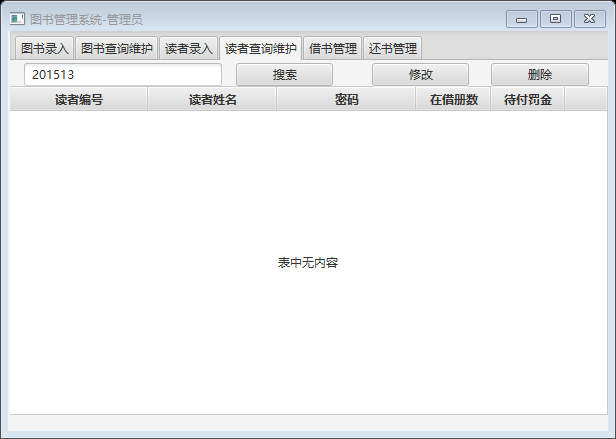 图书管理系统-管理员
图书录入 图书查询维护 读者录入 读者查询维护 借书管理 还书管理
201513 搜索 修改 删除
读者编号 读者姓名 密码 在借册数 待付罚金
表中无内容